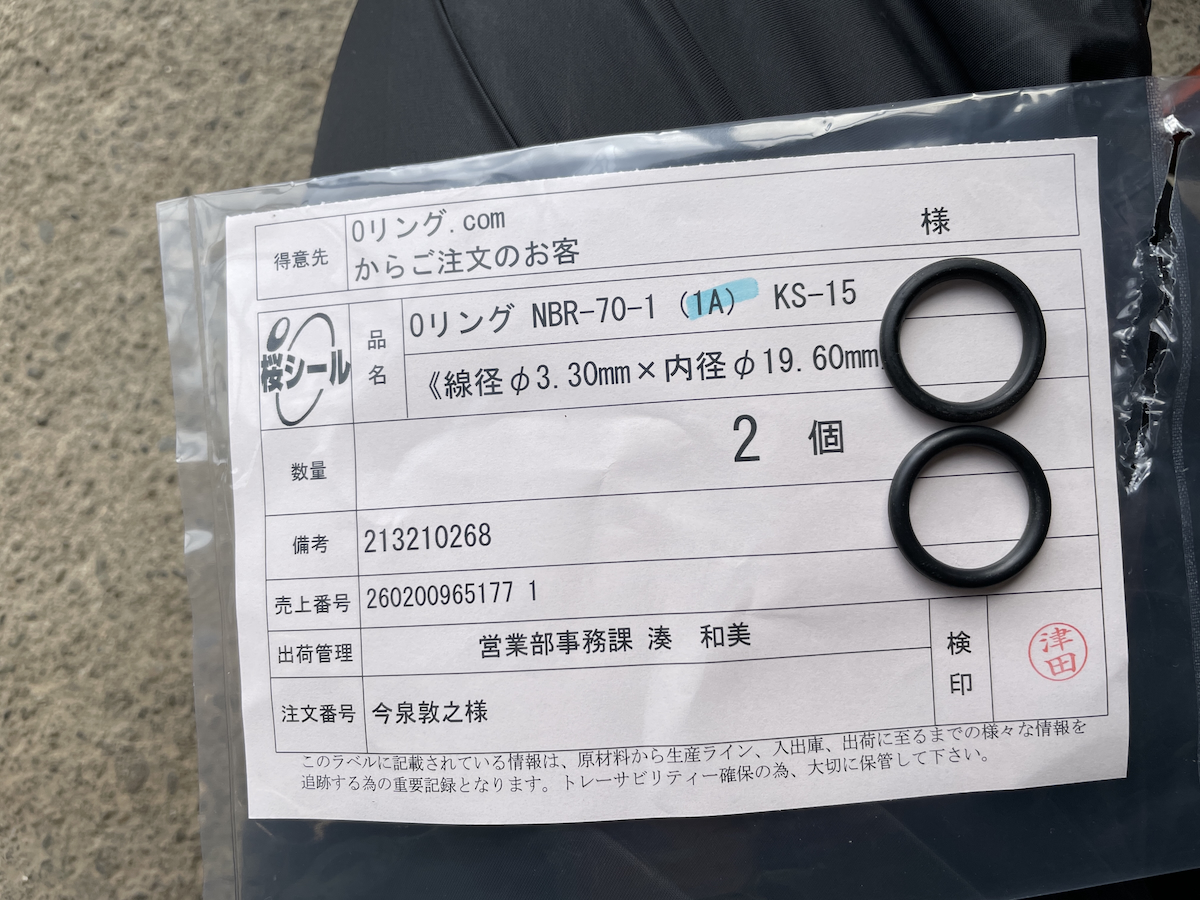 得意先
Oリング.com
からご注文のお客 様
桜シール
品名
Oリング NBR-70-1 (1A) KS-15
《線径φ3.30mm×内径φ19.60mm
数量
2 個
備考
213210268
売上番号
260200965177 1
出荷管理
営業部事務課 湊 和美
注文番号
今泉敦之様
検印
津田
このラベルに記載されている情報は、原材料から生産ライン、入出庫、出荷に至るまでの様々な情報を
追跡する為の重要記録となります。トレーサビリティー確保の為、大切に保管して下さい。